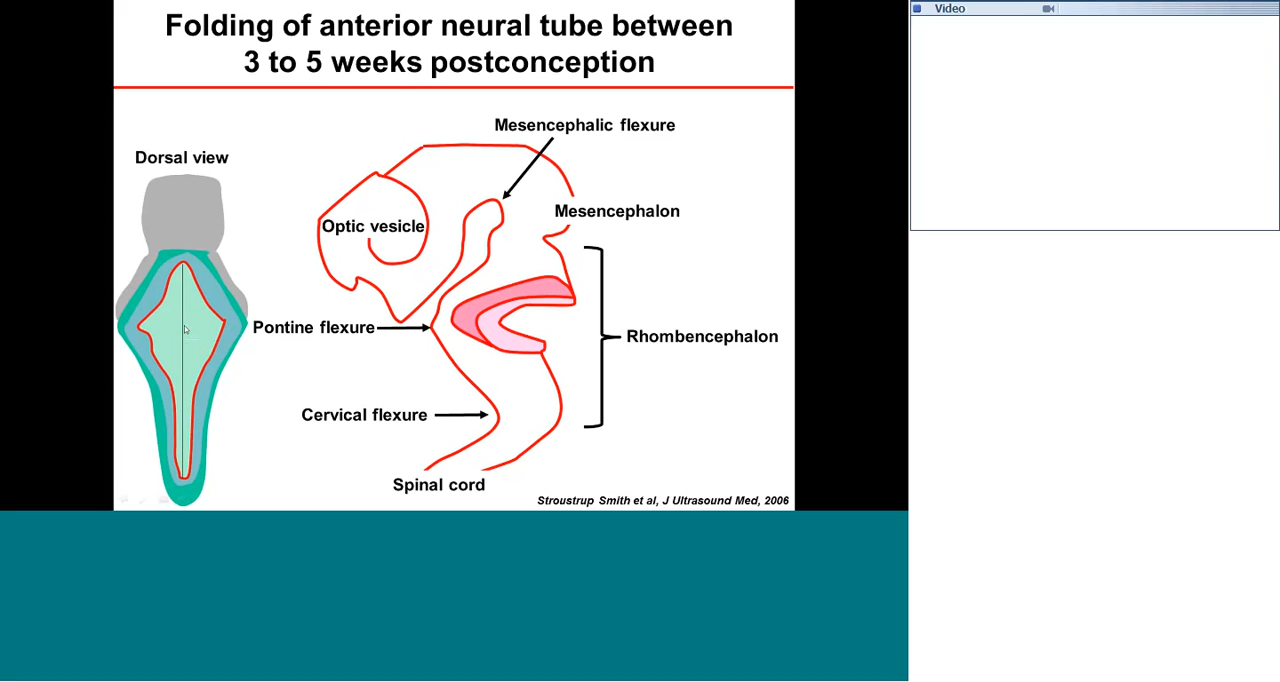 Folding of anterior neural tube between
3 to 5 weeks postconception
Video
Mesencephalic flexure
Dorsal view
Mesencephalon
Optic vesicle
Pontine flexure
Rhombencephalon
Cervical flexure
Spinal cord
Stroustrup Smith et al, J Ultrasound Med, 2006